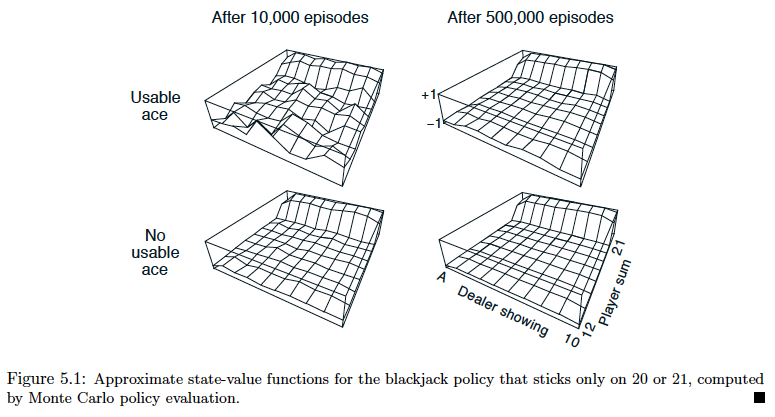 After 10,000 episodes
After 500,000 episodes
Usable
ace
+1
−1
No
usable
ace
A
Dealer showing
10
12
Player sum
21
Figure 5.1: Approximate state-value functions for the blackjack policy that sticks only on 20 or 21, computed
by Monte Carlo policy evaluation.